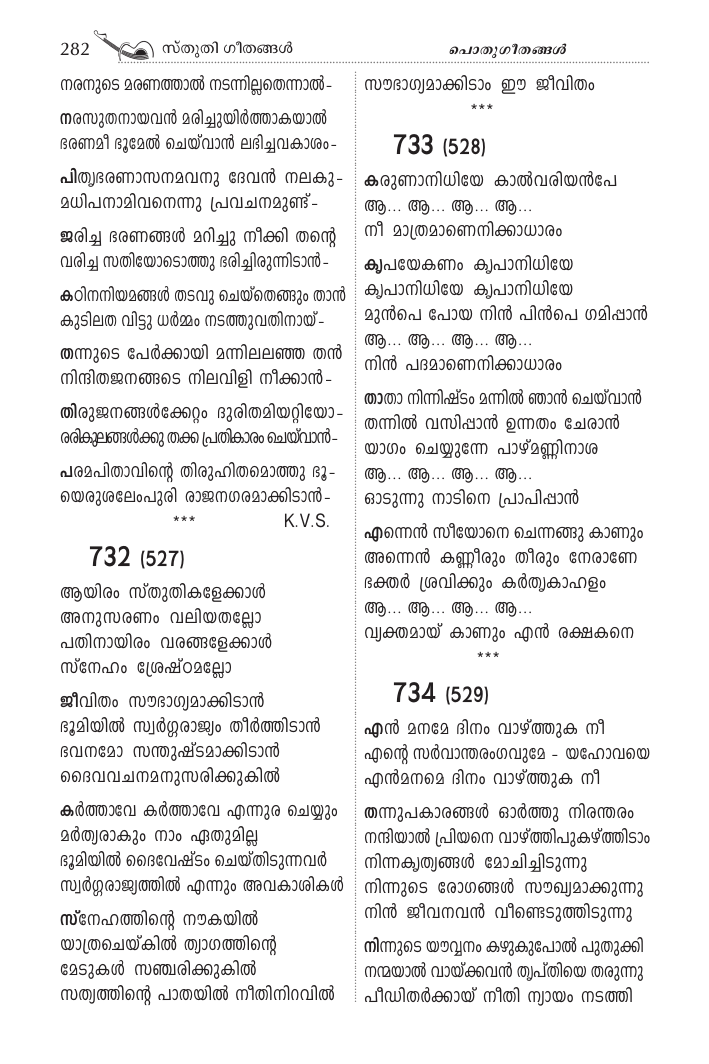 282 സ്തുതി ഗീതങ്ങൾ
പൊതുഗീതങ്ങൾ
നരനുടെ മരണത്താൽ നടന്നില്ലതെന്നാൽ-
നരസുതനായവൻ മരിച്ചുയിർത്താകയാൽ
ഭരണമീ ഭൂമേൽ ചെയ്‌വാൻ ലഭിച്ചവകാശം-
പിതൃഭരണാസനമവനു ദേവൻ നലകു-
മധിപനാമിവനെന്നു പ്രവചനമുണ്ട്-
ജരിച്ച ഭരണങ്ങൾ മറിച്ചു നീക്കി തന്റെ
വരിച്ച സതിയോടൊത്തു ഭരിച്ചിരുന്നിടാൻ-
കഠിനനിയമങ്ങൾ തടവു ചെയ്തെങ്ങും താൻ
കുടിലത വിട്ടു ധർമ്മം നടത്തുവതിനായ്-
തന്നുടെ പേർക്കായി മന്നിലലഞ്ഞ തൻ
നിന്ദിതജനങ്ങടെ നിലവിളി നീക്കാൻ-
തിരുജനങ്ങൾക്കേറ്റം ദുരിതമിയറ്റിയോ-
രരികുലങ്ങൾക്കു തക്ക പ്രതികാരം ചെയ്‌വാൻ-
പരമപിതാവിന്റെ തിരുഹിതമൊത്തു ഭൂ-
യെരുശലേംപുരി രാജനഗരമാക്കിടാൻ-
*** K.V.S.
732 (527)
ആയിരം സ്തുതികളേക്കാൾ
അനുസരണം വലിയതല്ലോ
പതിനായിരം വരങ്ങളേക്കാൾ
സ്നേഹം ശ്രേഷ്ഠമല്ലോ
ജീവിതം സൗഭാഗ്യമാക്കിടാൻ
ഭൂമിയിൽ സ്വർഗ്ഗരാജ്യം തീർത്തിടാൻ
ഭവനമോ സന്തുഷ്ടമാക്കിടാൻ
ദൈവവചനമനുസരിക്കുകിൽ
കർത്താവേ കർത്താവേ എന്നുര ചെയ്യും
മർത്യരാകും നാം ഏതുമില്ല
ഭൂമിയിൽ ദൈവേഷ്ടം ചെയ്തിടുന്നവർ
സ്വർഗ്ഗരാജ്യത്തിൽ എന്നും അവകാശികൾ
സ്നേഹത്തിന്റെ നൗകയിൽ
യാത്രചെയ്കിൽ ത്യാഗത്തിന്റെ
മേടുകൾ സഞ്ചരിക്കുകിൽ
സത്യത്തിന്റെ പാതയിൽ നീതിനിറവിൽ
സൗഭാഗ്യമാക്കിടാം ഈ ജീവിതം
***
733 (528)
കരുണാനിധിയേ കാൽവരിയൻപേ
ആ... ആ... ആ... ആ...
നീ മാത്രമാണെനിക്കാധാരം
കൃപയേകണം കൃപാനിധിയേ
കൃപാനിധിയേ കൃപാനിധിയേ
മുൻപെ പോയ നിൻ പിൻപെ ഗമിപ്പാൻ
ആ... ആ... ആ... ആ...
നിൻ പദമാണെനിക്കാധാരം
താതാ നിന്നിഷ്ടം മന്നിൽ ഞാൻ ചെയ്‌വാൻ
തന്നിൽ വസിപ്പാൻ ഉന്നതം ചേരാൻ
യാഗം ചെയ്യുന്നേ പാഴ്മണ്ണിനാശ
ആ... ആ... ആ... ആ...
ഓടുന്നു നാടിനെ പ്രാപിപ്പാൻ
എന്നെൻ സീയോനെ ചെന്നങ്ങു കാണും
അന്നെൻ കണ്ണീരും തീരും നേരാണേ
ഭക്തർ ശ്രവിക്കും കർതൃകാഹളം
ആ... ആ... ആ... ആ...
വ്യക്തമായ് കാണും എൻ രക്ഷകനെ
***
734 (529)
എൻ മനമേ ദിനം വാഴ്ത്തുക നീ
എന്റെ സർവാന്തരംഗവുമേ - യഹോവയെ
എൻമനമെ ദിനം വാഴ്ത്തുക നീ
തന്നുപകാരങ്ങൾ ഓർത്തു നിരന്തരം
നന്ദിയാൽ പ്രിയനെ വാഴ്ത്തിപുകഴ്ത്തിടാം
നിന്നകൃത്യങ്ങൾ മോചിച്ചിടുന്നു
നിന്നുടെ രോഗങ്ങൾ സൗഖ്യമാക്കുന്നു
നിൻ ജീവനവൻ വീണ്ടെടുത്തിടുന്നു
നിന്നുടെ യൗവ്വനം കഴുകുപോൽ പുതുക്കി
നന്മയാൽ വായ്ക്കവൻ തൃപ്തിയെ തരുന്നു
പീഡിതർക്കായ് നീതി ന്യായം നടത്തി